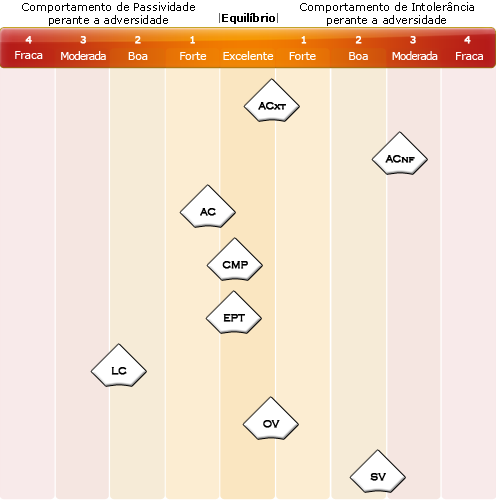 Comportamento de Passividade
perante a adversidade
|Equilíbrio|
Comportamento de Intolerância
perante a adversidade
4 3 2 1 1 2 3 4
Fraca Moderada Boa Forte Excelente Forte Boa Moderada Fraca
ACXT
ACNF
AC
CMP
EPT
LC
OV
SV